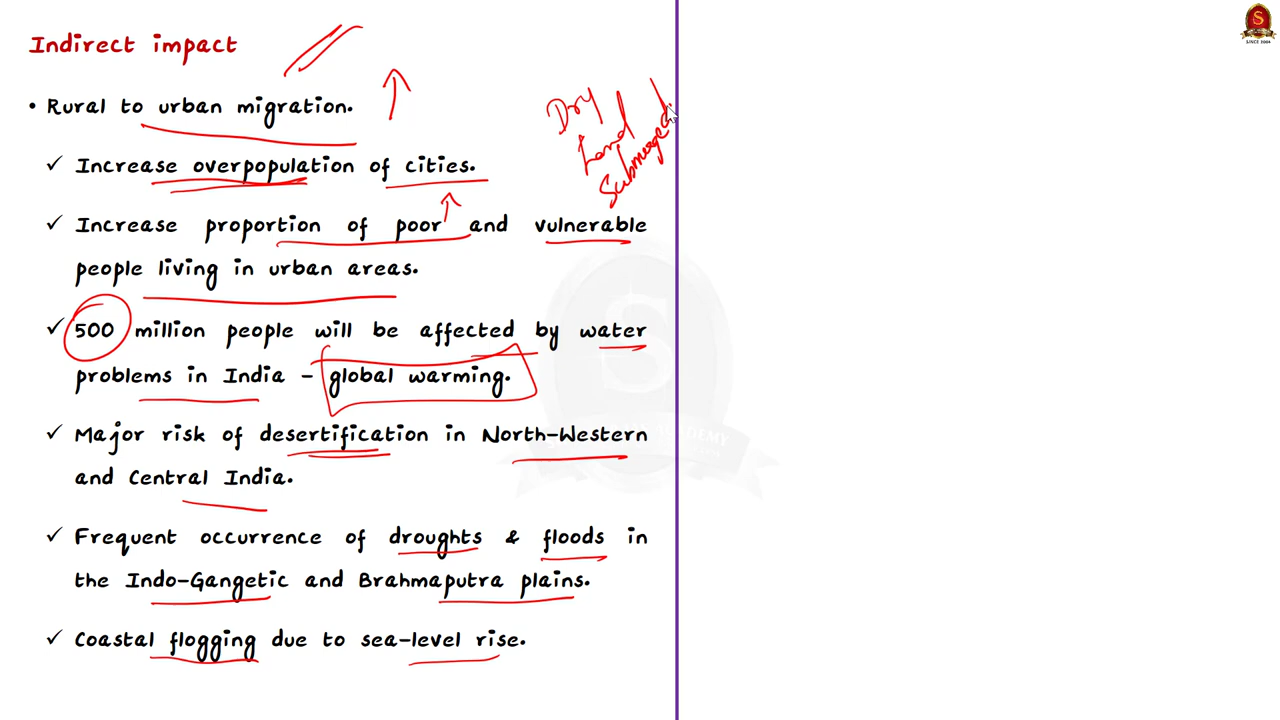 Indirect impact
• Rural to urban migration.
✓ Increase overpopulation of cities.
✓ Increase proportion of poor and vulnerable
people living in urban areas.
✓ 500 million people will be affected by water
problems in India - global warming.
✓ Major risk of desertification in North-Western
and Central India.
✓ Frequent occurrence of droughts & floods in
the Indo-Gangetic and Brahmaputra plains.
✓ Coastal flogging due to sea-level rise.
Dry
Land
Submerged
S
SINCE 2004